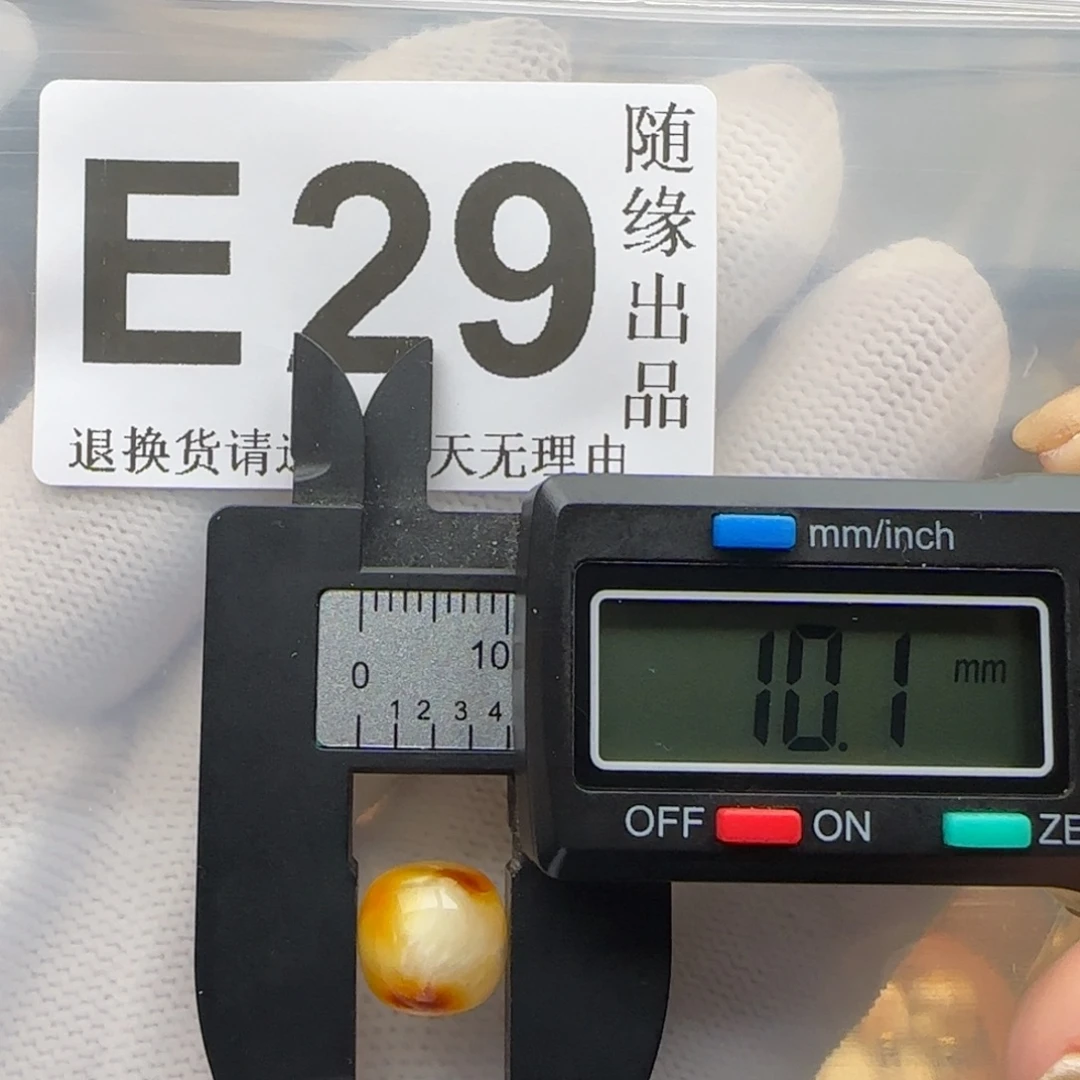 E29
随缘出品
退换货请 天无理由
mm/inch
0 10
1 2 3 4
10.1 mm
OFF ON